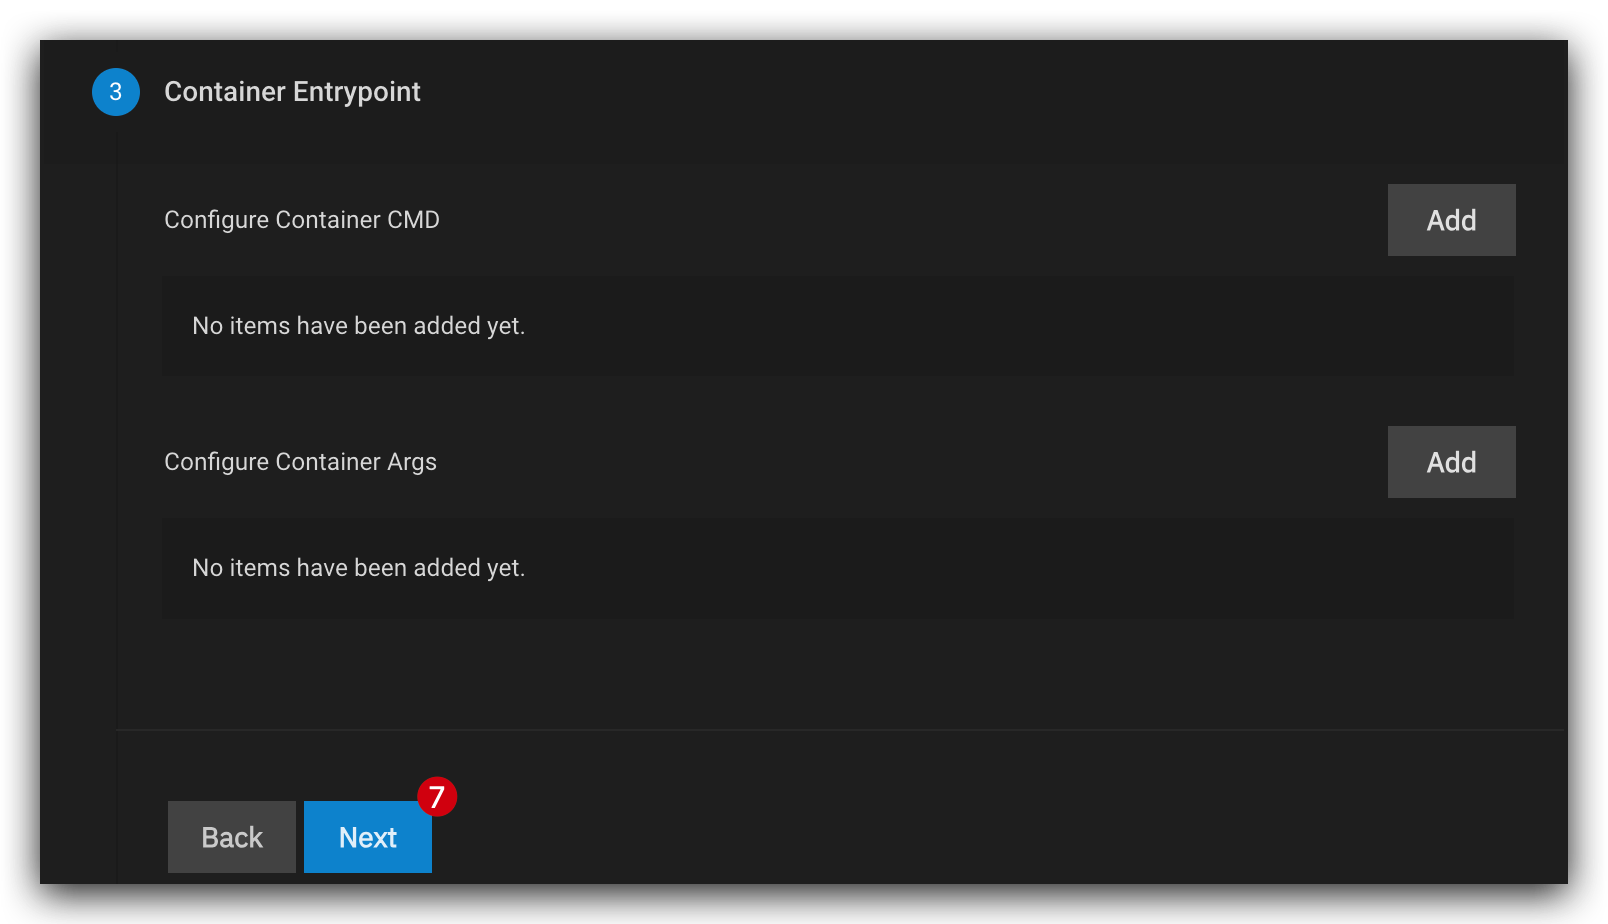 3 Container Entrypoint
Configure Container CMD Add
No items have been added yet.
Configure Container Args Add
No items have been added yet.
7
Back Next